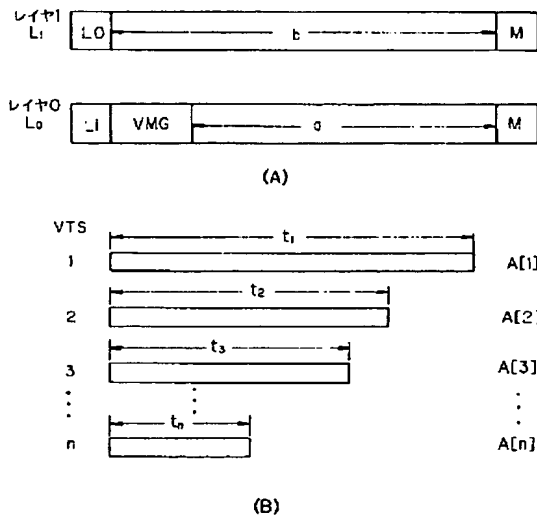 レイヤ1
L1 LO b M
レイヤ0
L0 LI VMG a M
(A)
VTS
t1
1 A[1]
t2
2 A[2]
t3
3 A[3]
tn
n A[n]
(B)